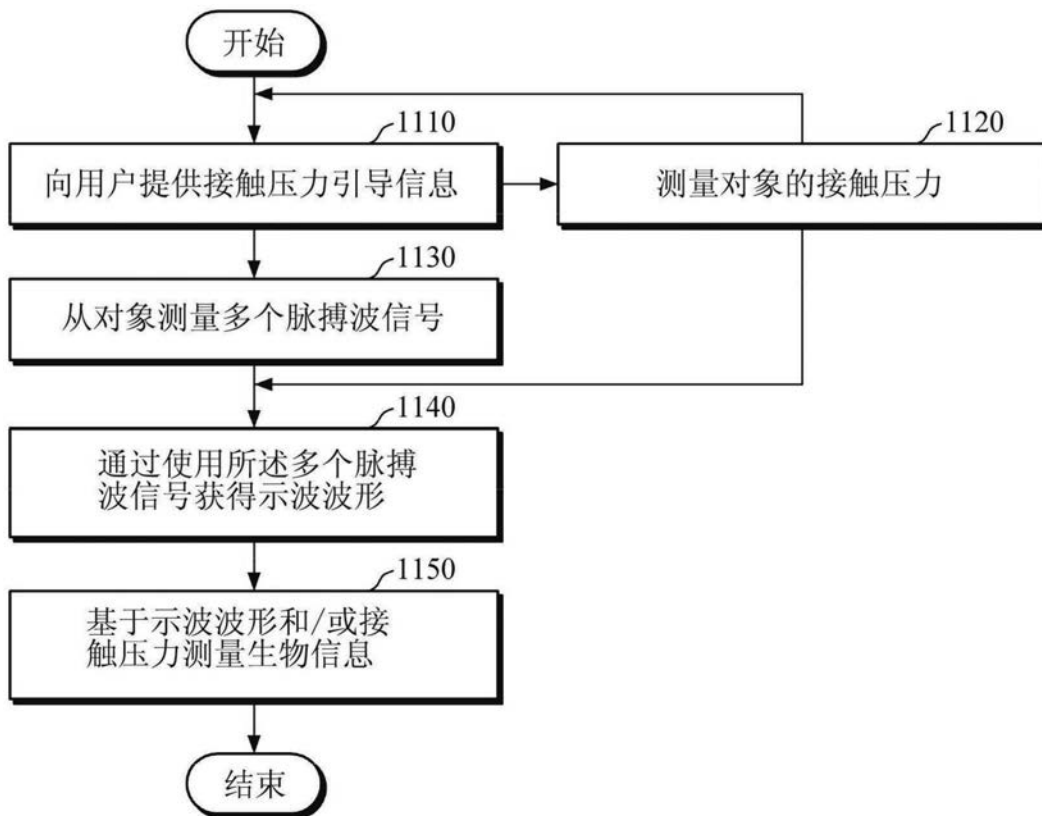 开始
1110
向用户提供接触压力引导信息
1120
测量对象的接触压力
1130
从对象测量多个脉搏波信号
1140
通过使用所述多个脉搏
波信号获得示波波形
1150
基于示波波形和/或接
触压力测量生物信息
结束